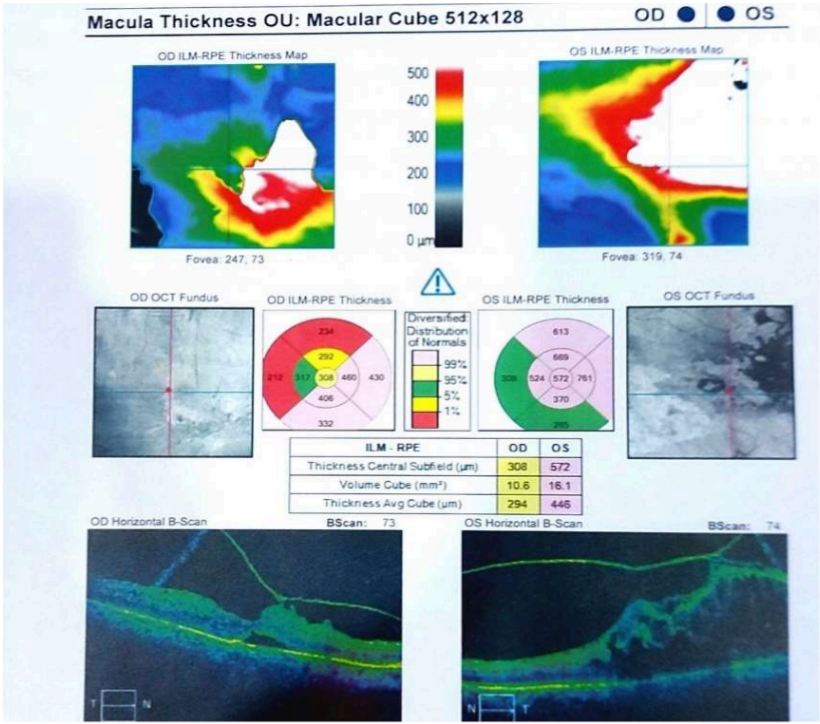 Macula Thickness OU: Macular Cube 512x128
OD OS
OD ILM-RPE Thickness Map
OS ILM-RPE Thickness Map
500
400
300
200
100
0 µm
Fovea: 247, 73
Fovea: 319, 74
OD OCT Fundus
OD ILM-RPE Thickness
OS ILM-RPE Thickness
OS OCT Fundus
Diversified
Distribution
of Normals
99%
95%
5%
1%
234
292
212 317 308 460 430
406
332
613
669
308 524 572 761
370
285
ILM - RPE OD OS
Thickness Central Subfield (µm) 308 572
Volume Cube (mm³) 10.6 16.1
Thickness Avg Cube (µm) 294 446
OD Horizontal B-Scan
BScan: 73
OS Horizontal B-Scan
BScan: 74
T N
N T